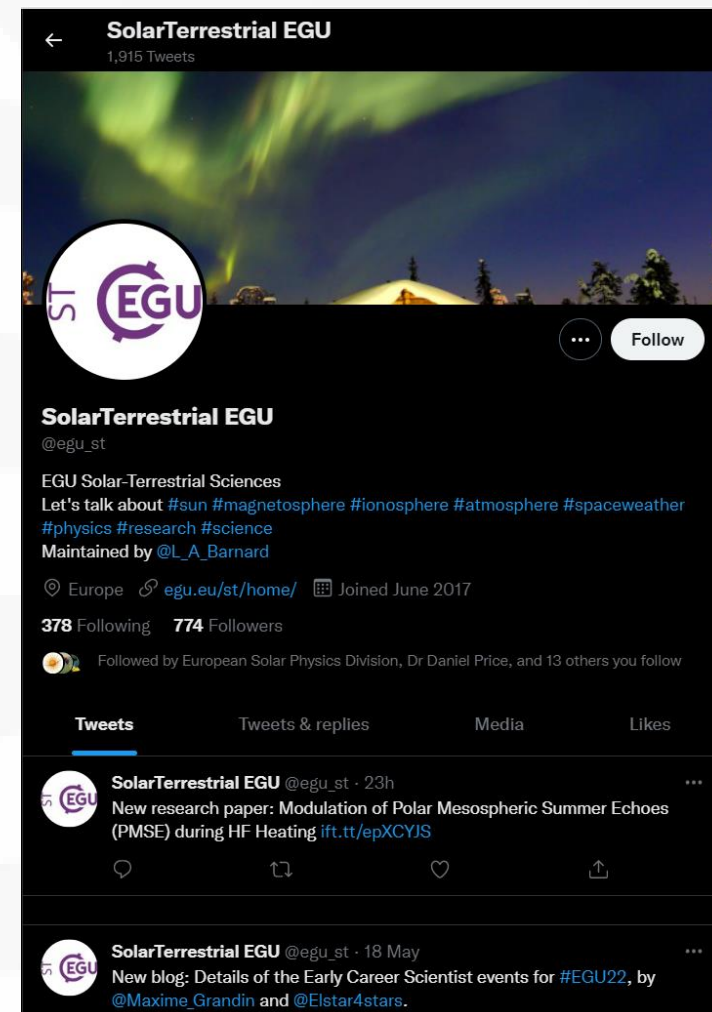 SolarTerrestrial EGU
1,915 Tweets
ST EGU
Follow
SolarTerrestrial EGU
@egu_st
EGU Solar-Terrestrial Sciences
Let's talk about #sun #magnetosphere #ionosphere #atmosphere #spaceweather
#physics #research #science
Maintained by @L_A_Barnard
Europe egu.eu/st/home/ Joined June 2017
378 Following 774 Followers
Followed by European Solar Physics Division, Dr Daniel Price, and 13 others you follow
Tweets Tweets & replies Media Likes
ST EGU
SolarTerrestrial EGU @egu_st · 23h
New research paper: Modulation of Polar Mesospheric Summer Echoes
(PMSE) during HF Heating ift.tt/epXCYJS
ST EGU
SolarTerrestrial EGU @egu_st · 18 May
New blog: Details of the Early Career Scientist events for #EGU22, by
@Maxime_Grandin and @Elstar4stars.